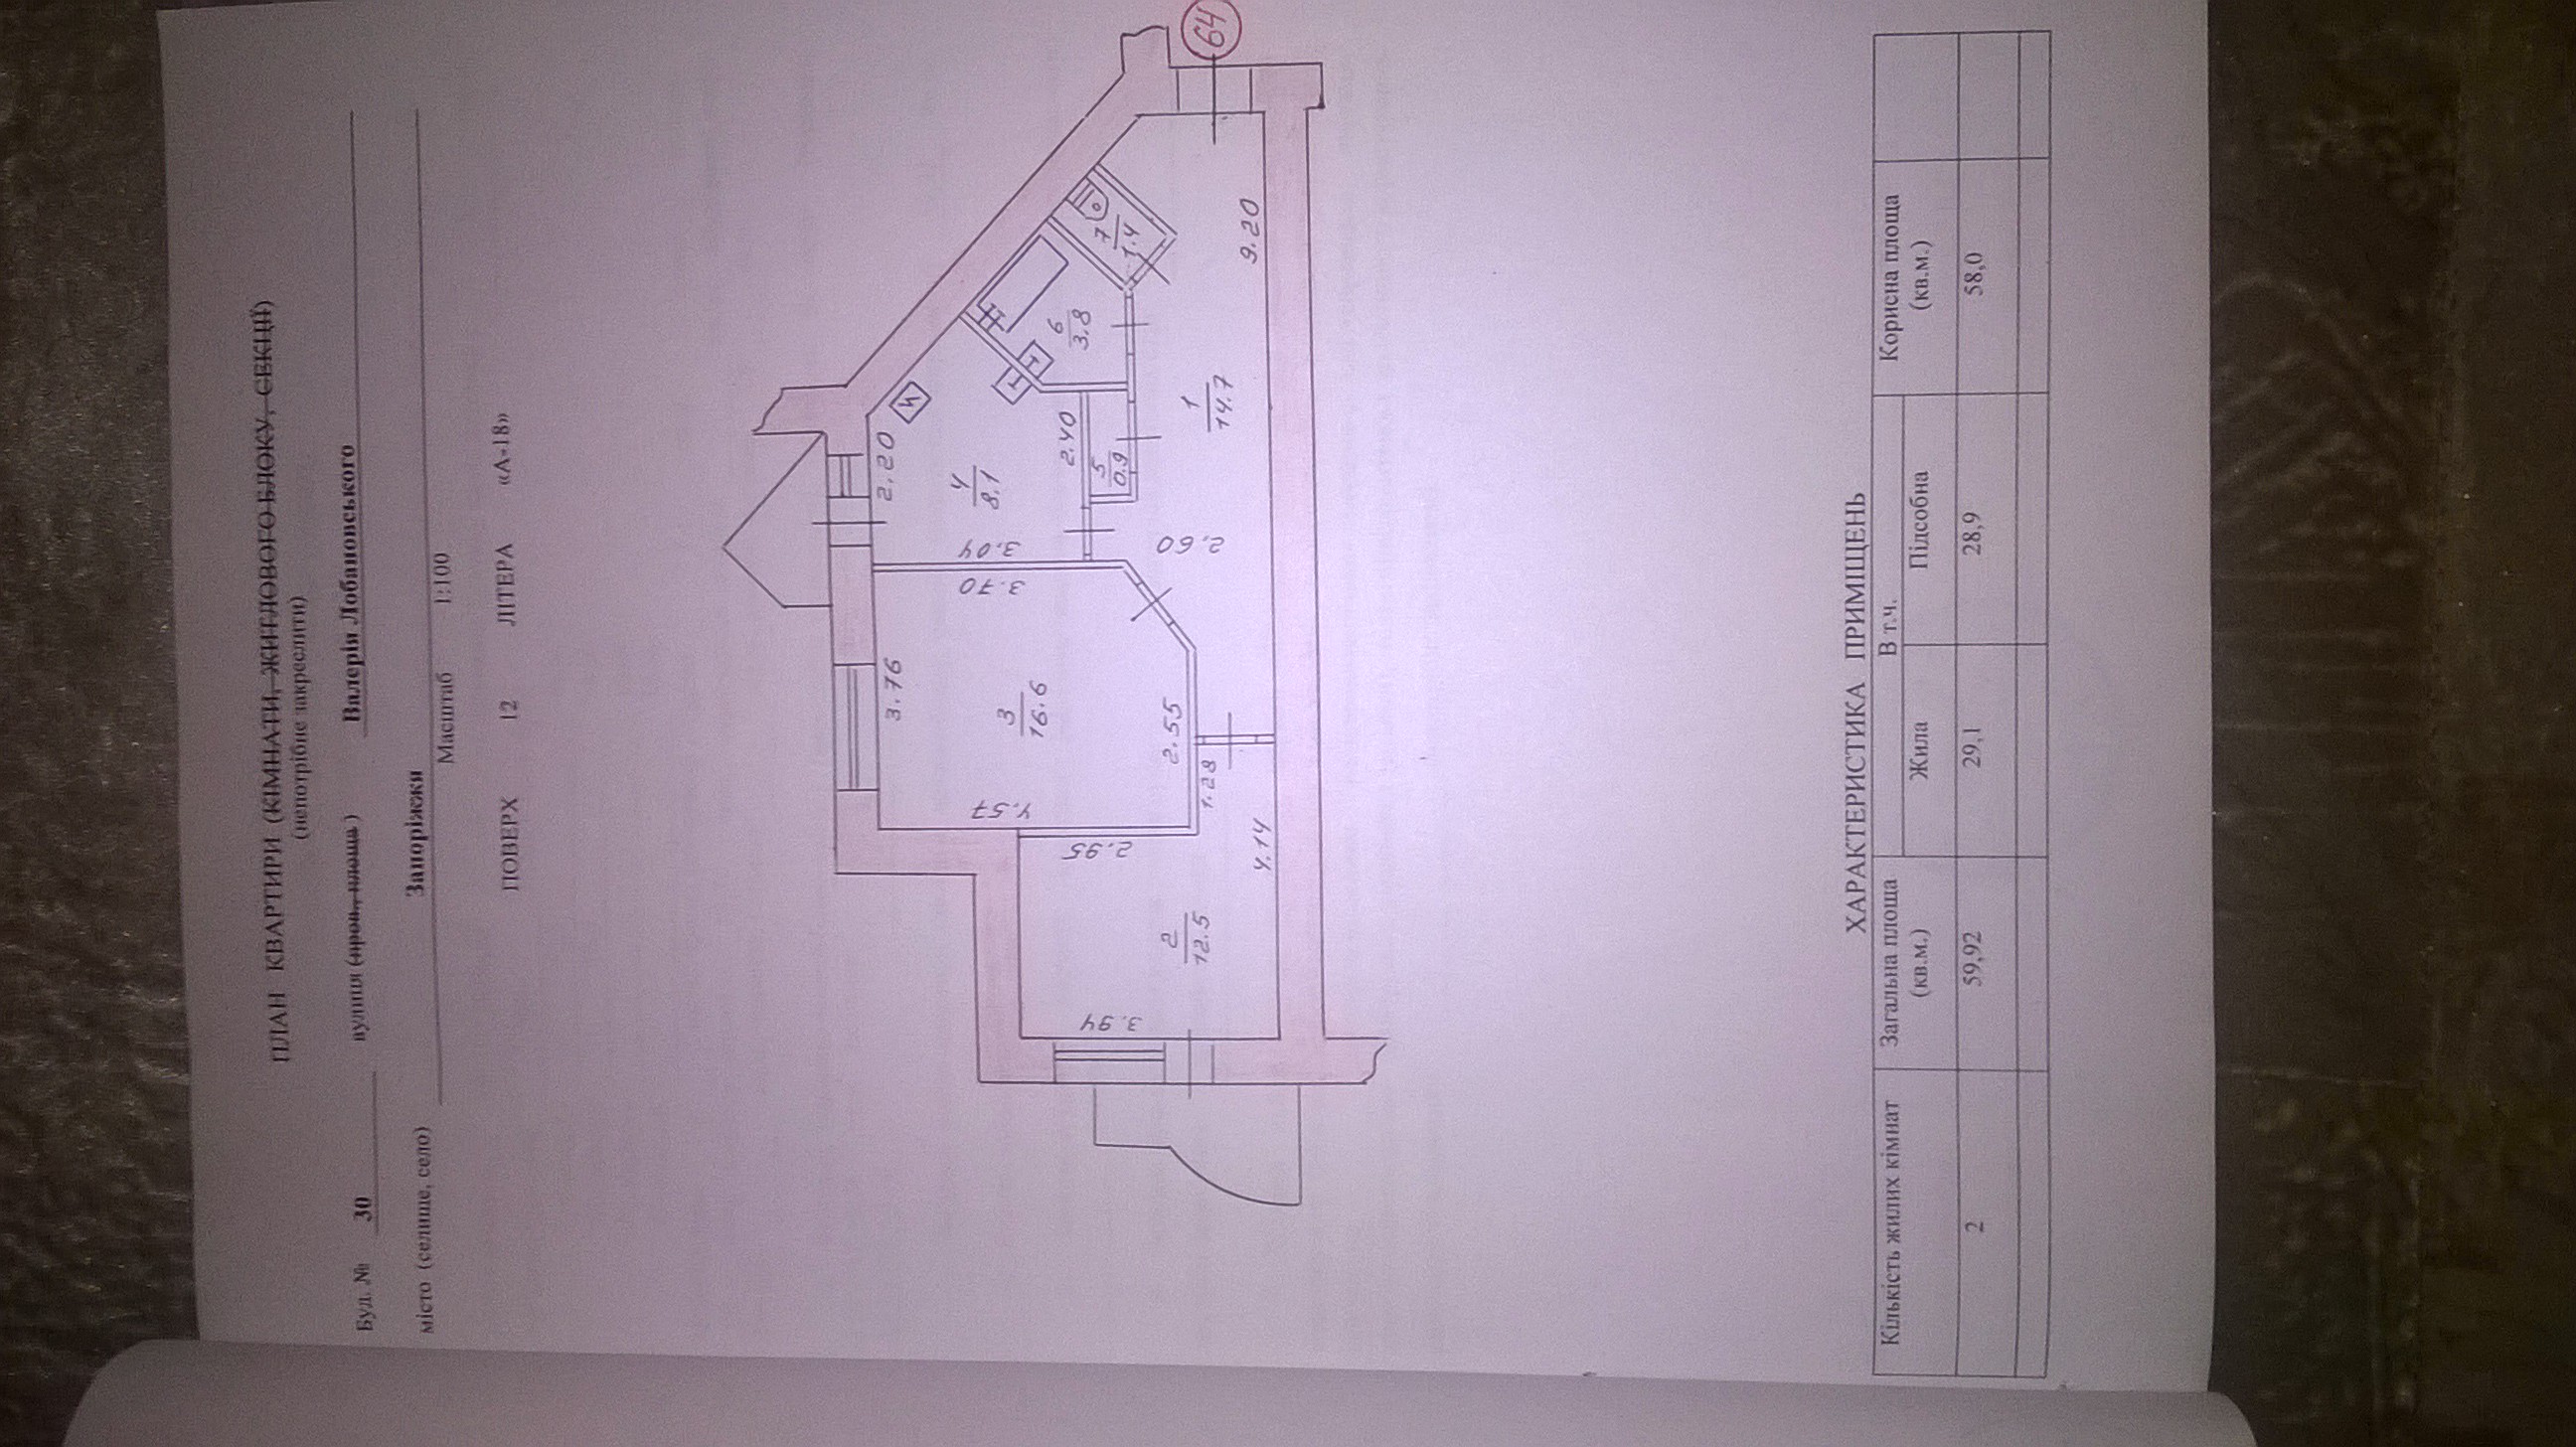 ПЛАН КВАРТИРИ (КІМНАТИ, ЖИТЛОВОГО БЛОКУ, СЕКЦІЇ)
(непотрібне закреслити)
Буд. № 30 вулиця (пров., площа ) Валерія Лобановського
місто (селище, село) Запоріжжя
Масштаб 1:100
ПОВЕРХ 12 ЛІТЕРА «А-18»
3.76
2.20
4.57
3
16.6
3.70
3.04
4
8.1
3.94
2.95
2.40
6
3.8
5
0.9
7
1.4
2
12.5
2.55
1.28
2.60
1
14.7
64
4.14
9.20
ХАРАКТЕРИСТИКА ПРИМІЩЕНЬ
Кількість жилих кімнат Загальна площа (кв.м.) В т.ч. Корисна площа (кв.м.)
Жила Підсобна
2 59,92 29,1 28,9 58,0